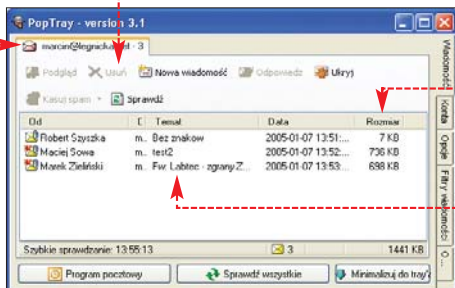 PopTray - version 3.1
marcin@legnicka - 3
Podgląd Usuń Nowa wiadomość Odpowiedz Ukryj
Kasuj spam Sprawdź
Od Temat Data Rozmiar
Robert Szyszka m.. Bez znakow 2005-01-07 13:51:... 7 KB
Maciej Sowa m.. test2 2005-01-07 13:52:... 736 KB
Marek Zieliński m.. Fw: Labtec - zgrany Z... 2005-01-07 13:53:... 698 KB
Szybkie sprawdzanie: 13:55:13 3 1441 KB
Program pocztowy Sprawdź wszystkie Minimalizuj do tray'a
Wiadomość
Konta
Opcje
Filtry wiadomości
O...